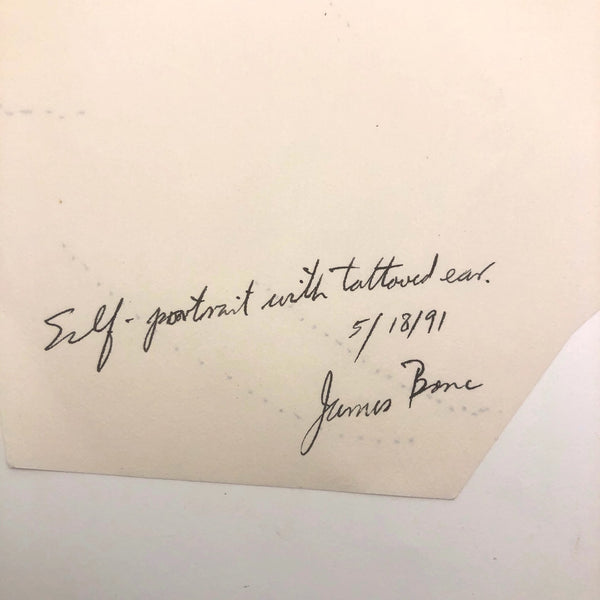 Self-portrait with tattooed ear.
5/18/91
James Bone